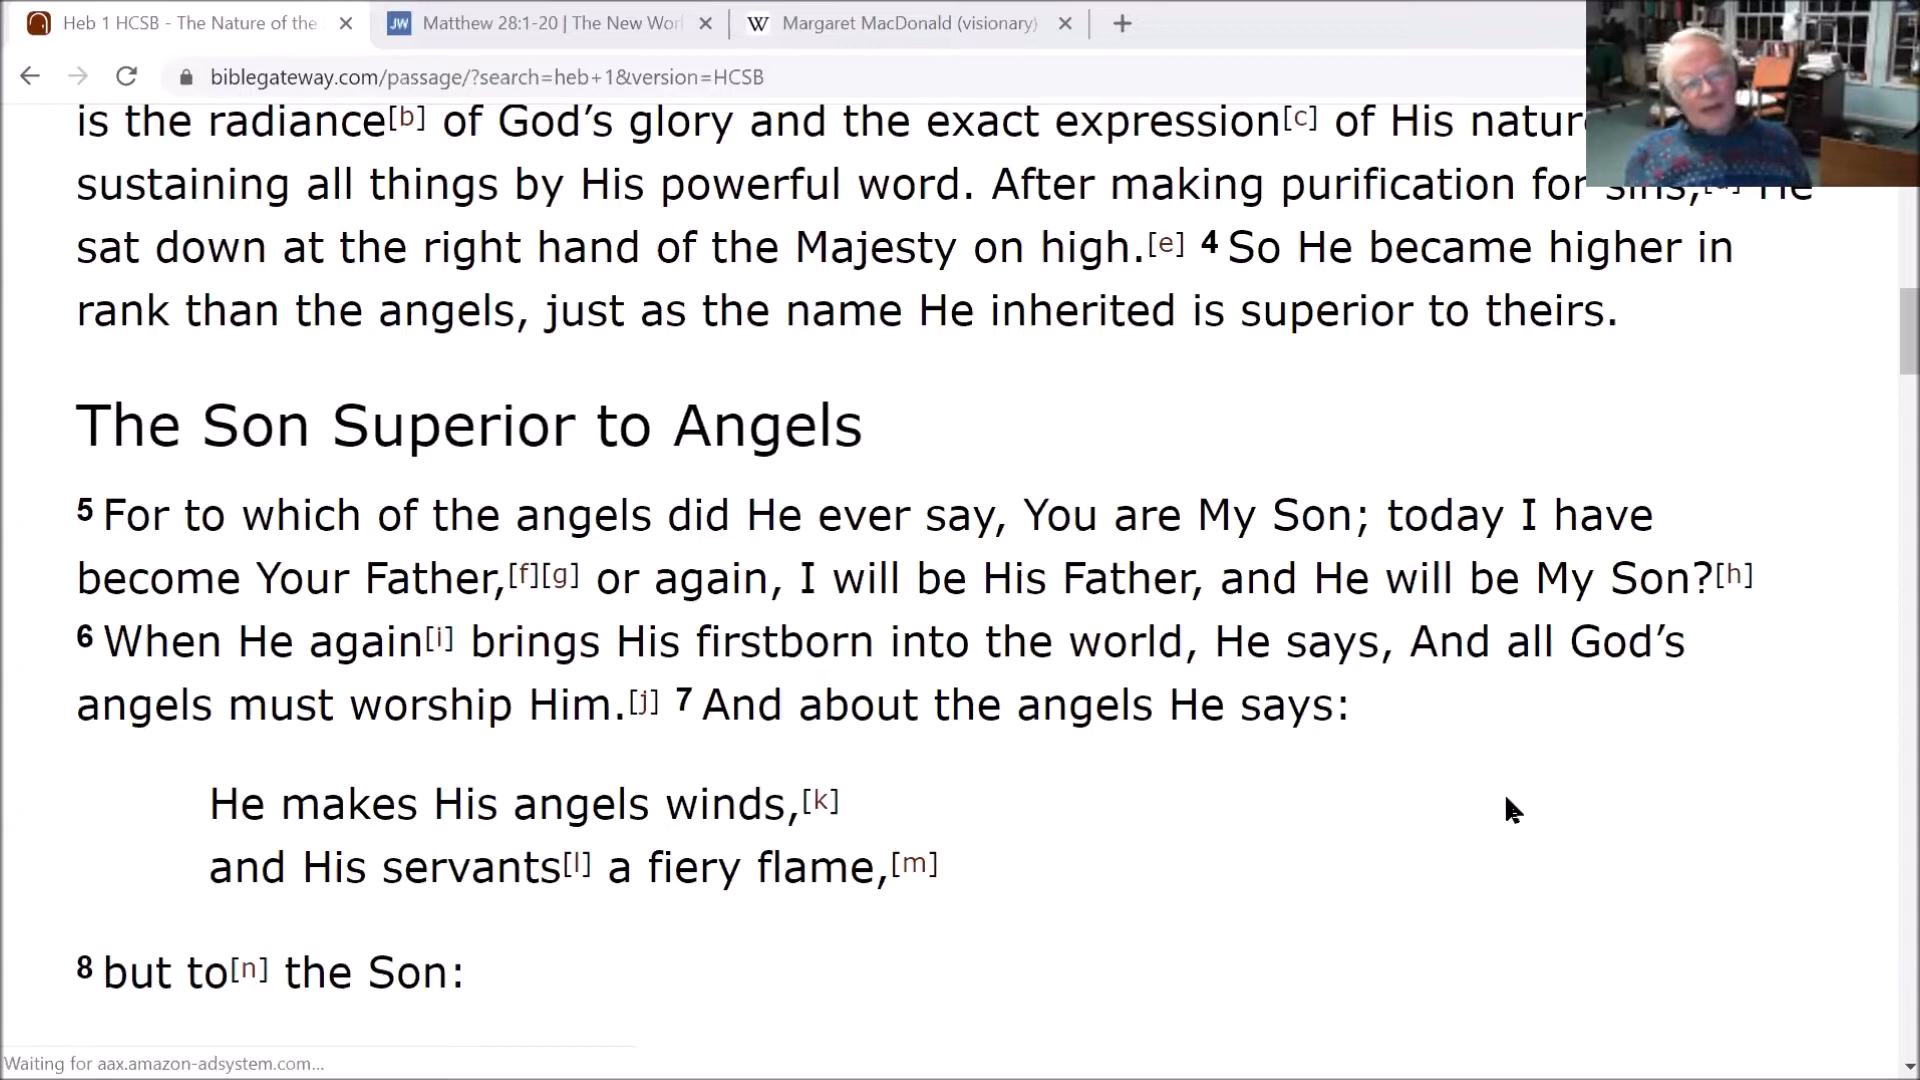 Heb 1 HCSB - The Nature of the
Matthew 28:1-20 | The New Wor
Margaret MacDonald (visionary)
biblegateway.com/passage/?search=heb+1&version=HCSB
is the radiance[b] of God’s glory and the exact expression[c] of His nature
sustaining all things by His powerful word. After making purification for sins,[d] He
sat down at the right hand of the Majesty on high.[e] 4 So He became higher in
rank than the angels, just as the name He inherited is superior to theirs.
The Son Superior to Angels
5 For to which of the angels did He ever say, You are My Son; today I have
become Your Father,[f][g] or again, I will be His Father, and He will be My Son?[h]
6 When He again[i] brings His firstborn into the world, He says, And all God’s
angels must worship Him.[j] 7 And about the angels He says:
He makes His angels winds,[k]
and His servants[l] a fiery flame,[m]
8 but to[n] the Son:
Waiting for aax.amazon-adsystem.com...